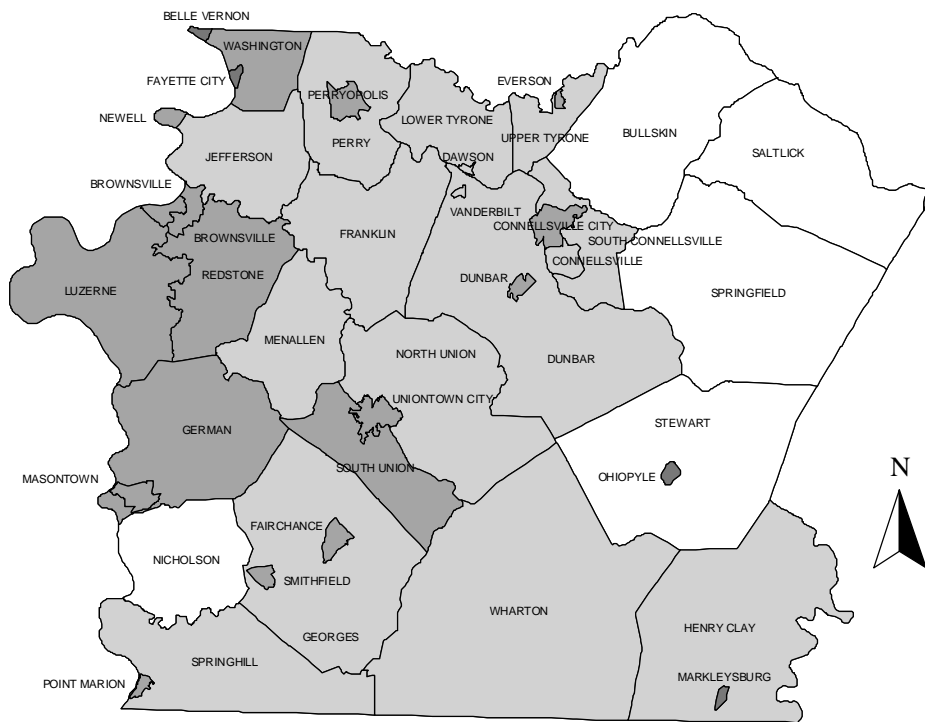 BELLE VERNON
WASHINGTON
FAYETTE CITY
EVERSON
PERRYOPOLIS
NEWELL
LOWER TYRONE
BULLSKIN
UPTER TYRONE
PERRY
SALTLICK
JEFFERSON
DAWSON
BROWNSVILLE
VANDERBILT
CONNELLSVILLE CITY
FRANKLIN
BROWNSVILLE
SOUTH CONNELLSVILLE
CONNELLSVILLE
REDSTONE
DUNBAR
LUZERNE
SPRINGFIELD
MENALLEN
NORTH UNION
DUNBAR
UNIONTOWN CITY
STEWART
GERMAN
SOUTH UNION
MASONTOWN
OHIOPYLE
N
FAIRCHANCE
NICHOLSON
SMITHFIELD
WHARTON
HENRY CLAY
GEORGES
SPRINGHILL
MARKLEYSBURG
POINT MARION